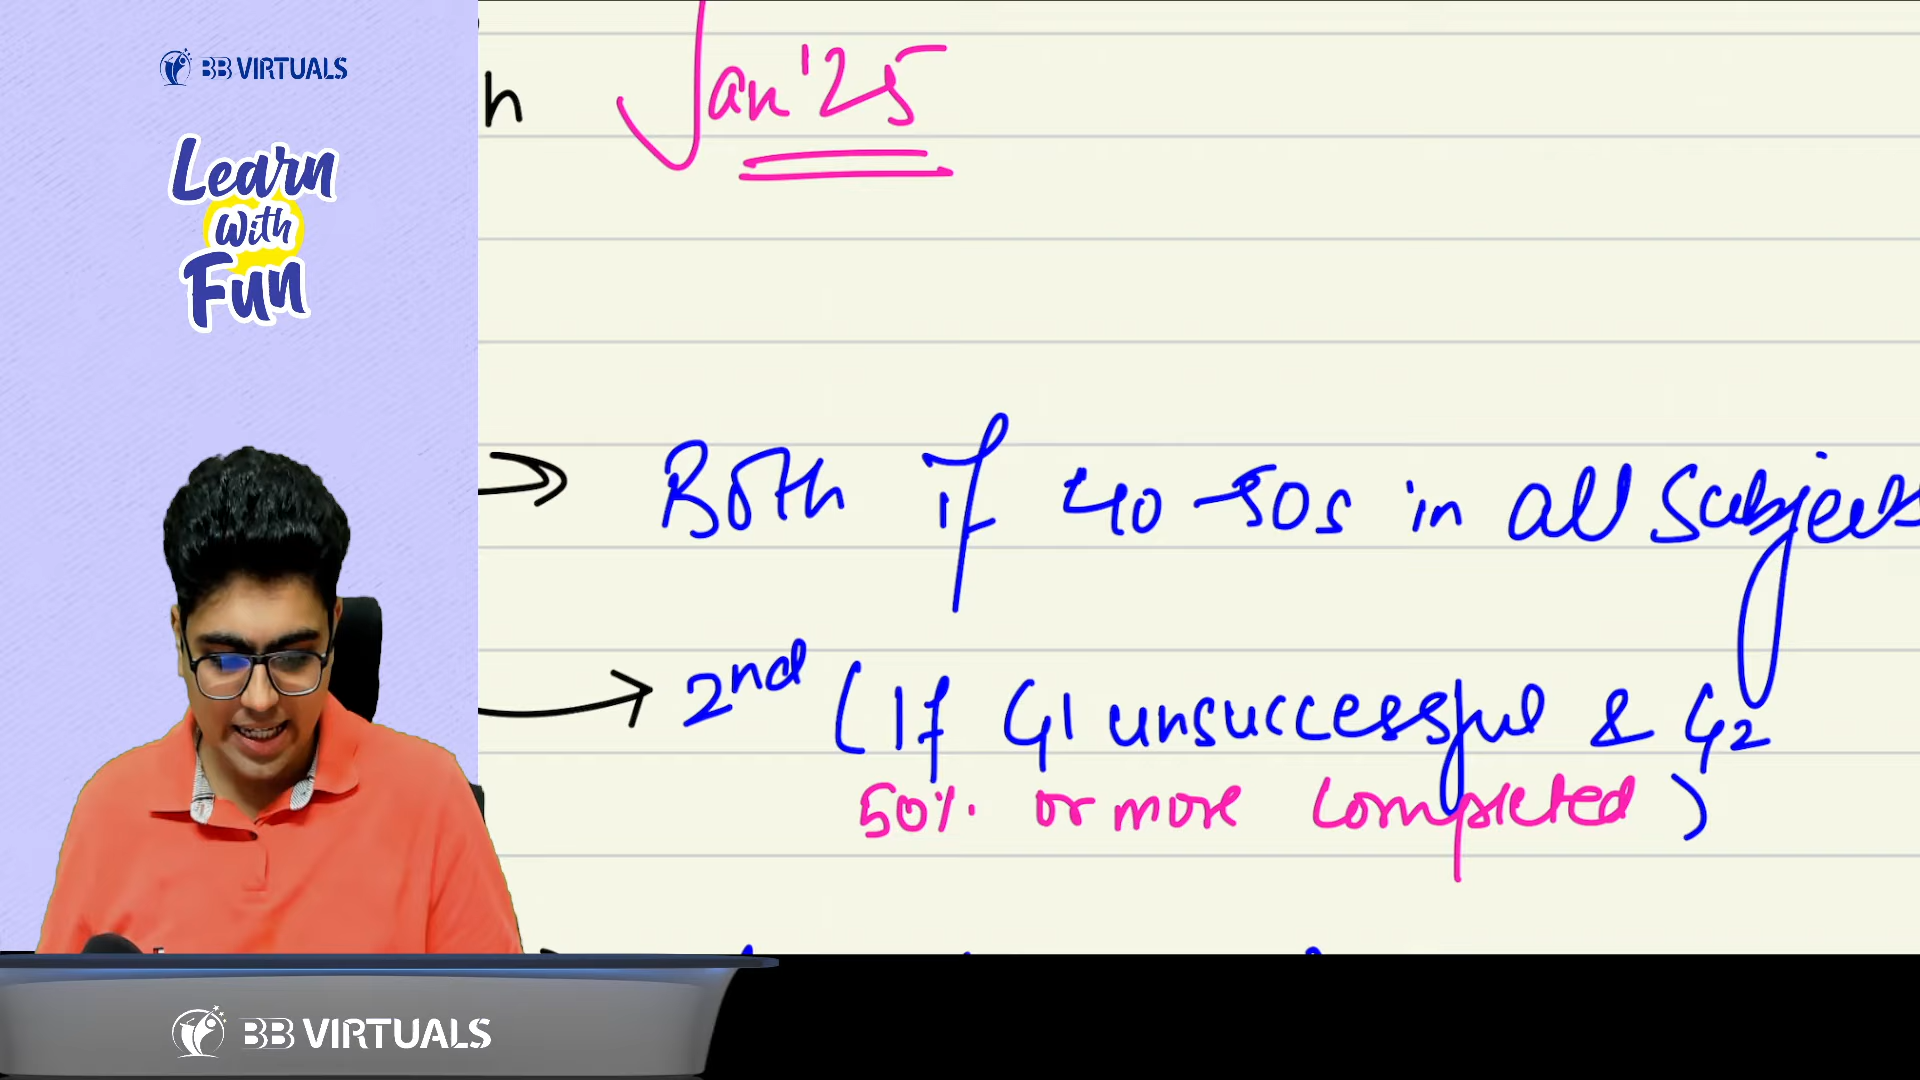 BB VIRTUALS
Learn
With
Fun
h Jan'25
Both if 40-50s in all subjects
2nd (If G1 unsuccessful & G2
50% or more completed)
BB VIRTUALS